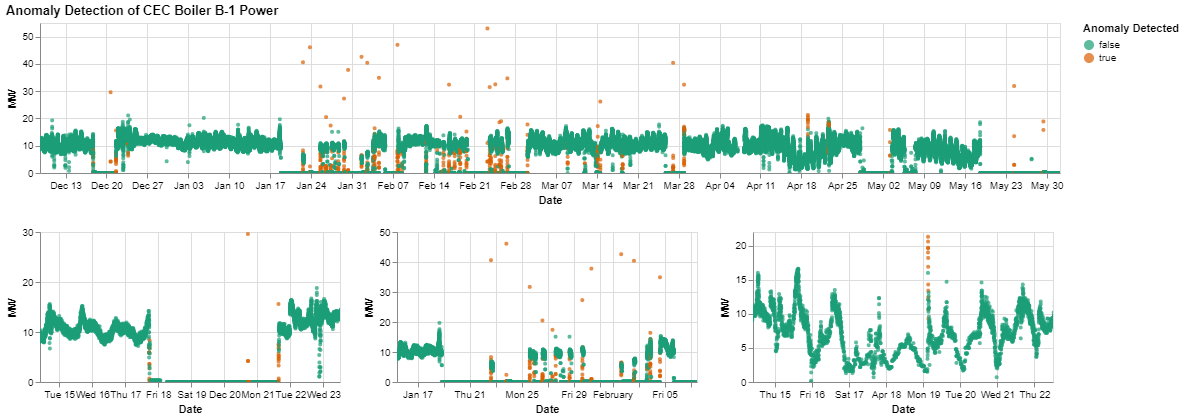 Anomaly Detection of CEC Boiler B-1 Power
Anomaly Detected
false
true
50
40
30
20
10
0
MW
Dec 13 Dec 20 Dec 27 Jan 03 Jan 10 Jan 17 Jan 24 Jan 31 Feb 07 Feb 14 Feb 21 Feb 28 Mar 07 Mar 14 Mar 21 Mar 28 Apr 04 Apr 11 Apr 18 Apr 25 May 02 May 09 May 16 May 23 May 30
Date
30
20
10
0
MW
Tue 15 Wed 16 Thu 17 Fri 18 Sat 19 Dec 20 Mon 21 Tue 22 Wed 23
Date
50
40
30
20
10
0
MW
Jan 17 Thu 21 Mon 25 Fri 29 February Fri 05
Date
20
15
10
5
0
MW
Thu 15 Fri 16 Sat 17 Apr 18 Mon 19 Tue 20 Wed 21 Thu 22
Date